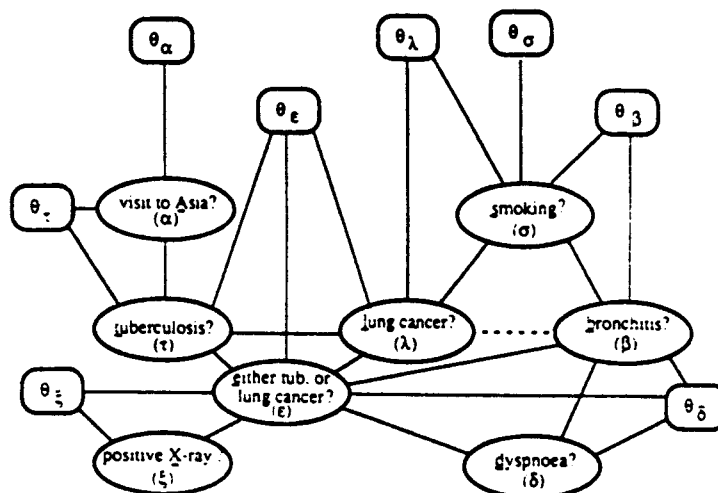 θα
θλ
θσ
θε
θβ
θτ
visit to Asia?
(α)
smoking?
(σ)
tuberculosis?
(τ)
lung cancer?
(λ)
bronchitis?
(β)
either tub. or
lung cancer?
(ε)
θξ
θδ
positive X-ray
(ξ)
dyspnoea?
(δ)